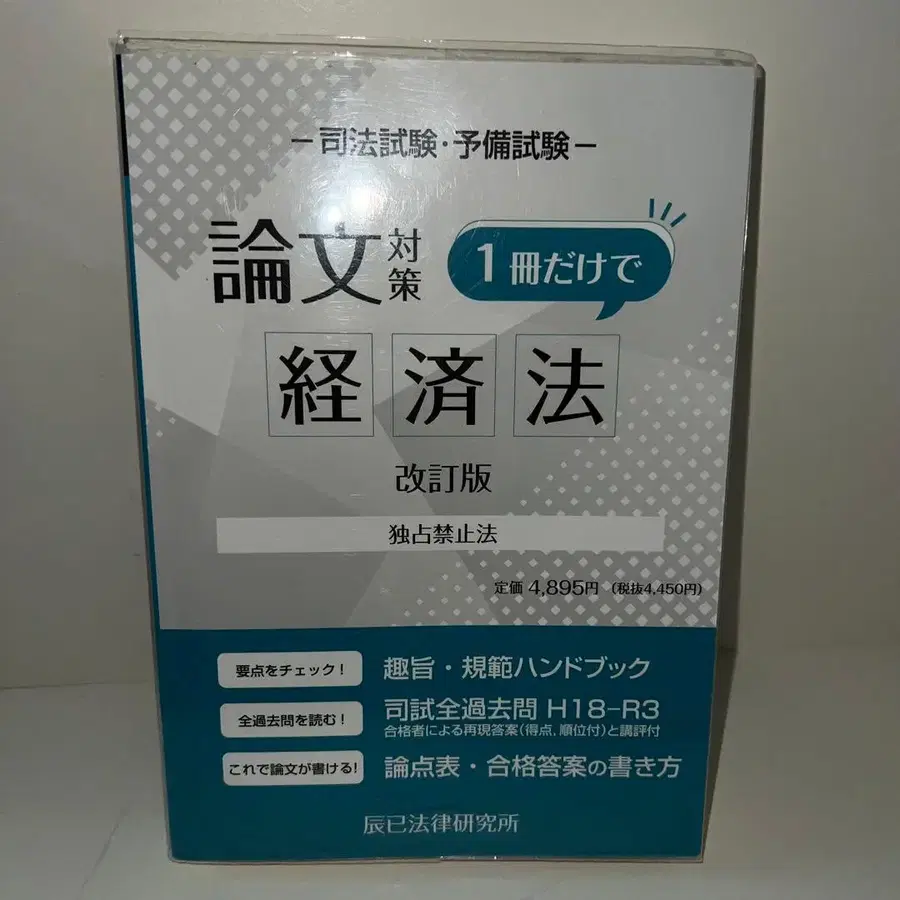 －司法試験・予備試験－
論文対策 1冊だけで
経済法
改訂版
独占禁止法
定価 4,895円 （税抜4,450円）
要点をチェック！ 趣旨・規範ハンドブック
全過去問を読む！ 司試全過去問 H18－R3
合格者による再現答案（得点，順位付）と講評付
これで論文が書ける！ 論点表・合格答案の書き方
辰已法律研究所